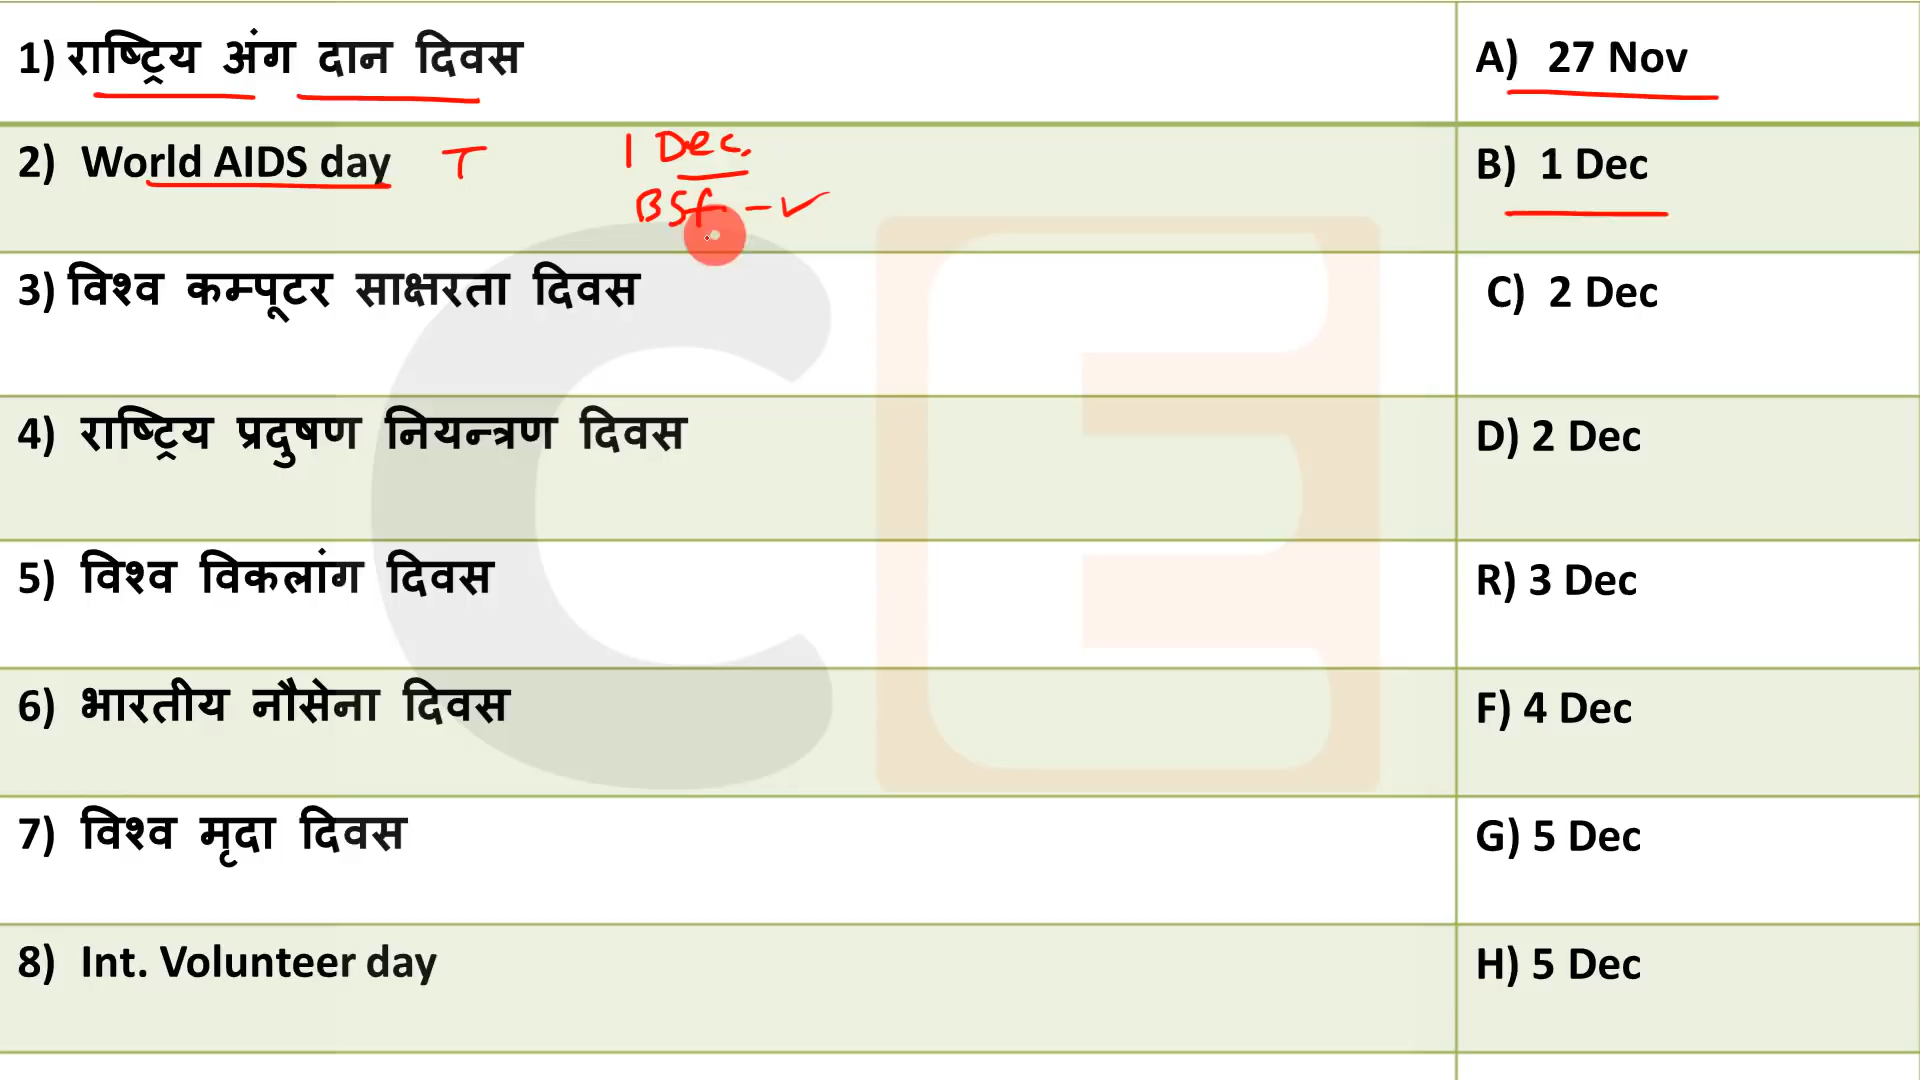 1) राष्ट्रिय अंग दान दिवस A) 27 Nov
2) World AIDS day T 1 Dec. B) 1 Dec
BSf - ✓
3) विश्व कम्पूटर साक्षरता दिवस C) 2 Dec
4) राष्ट्रिय प्रदुषण नियन्त्रण दिवस D) 2 Dec
5) विश्व विकलांग दिवस R) 3 Dec
6) भारतीय नौसेना दिवस F) 4 Dec
7) विश्व मृदा दिवस G) 5 Dec
8) Int. Volunteer day H) 5 Dec
CE